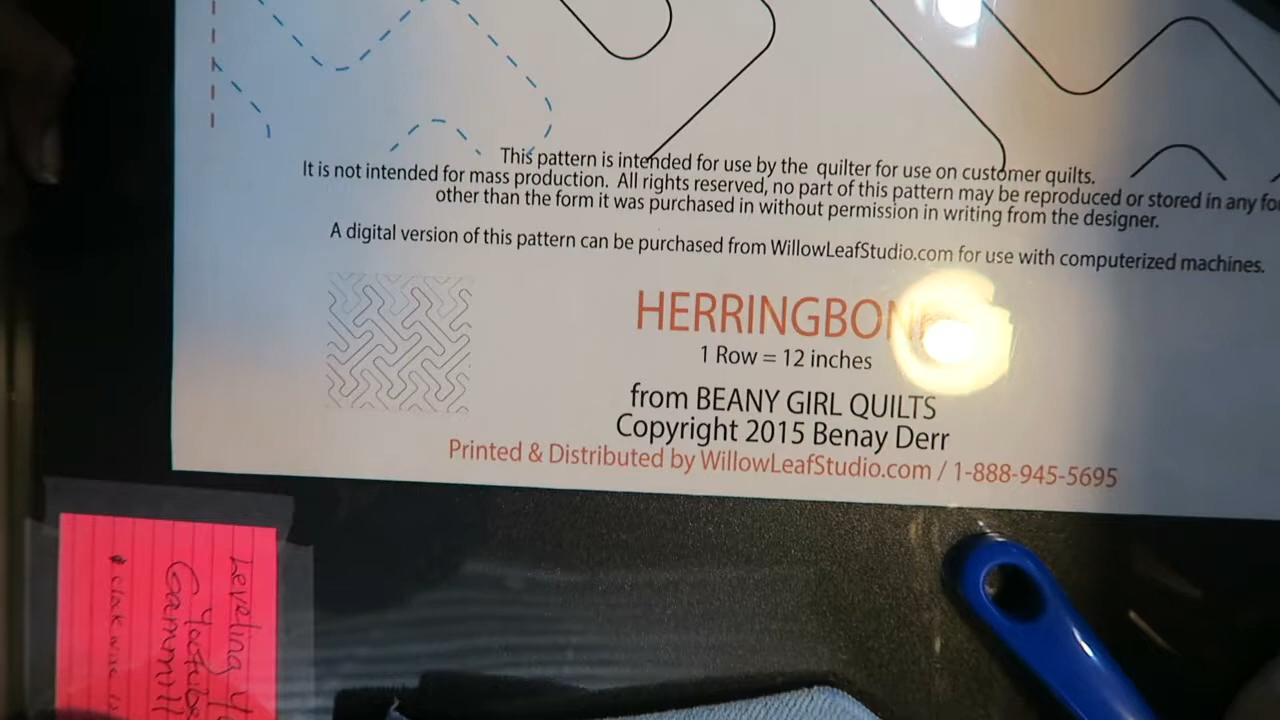 This pattern is intended for use by the quilter for use on customer quilts.
It is not intended for mass production. All rights reserved, no part of this pattern may be reproduced or stored in any
other than the form it was purchased in without permission in writing from the designer.
A digital version of this pattern can be purchased from WillowLeafStudio.com for use with computerized machines.
HERRINGBON
1 Row = 12 inches
from BEANY GIRL QUILTS
Copyright 2015 Benay Derr
Printed & Distributed by WillowLeafStudio.com / 1-888-945-5695
Leveling